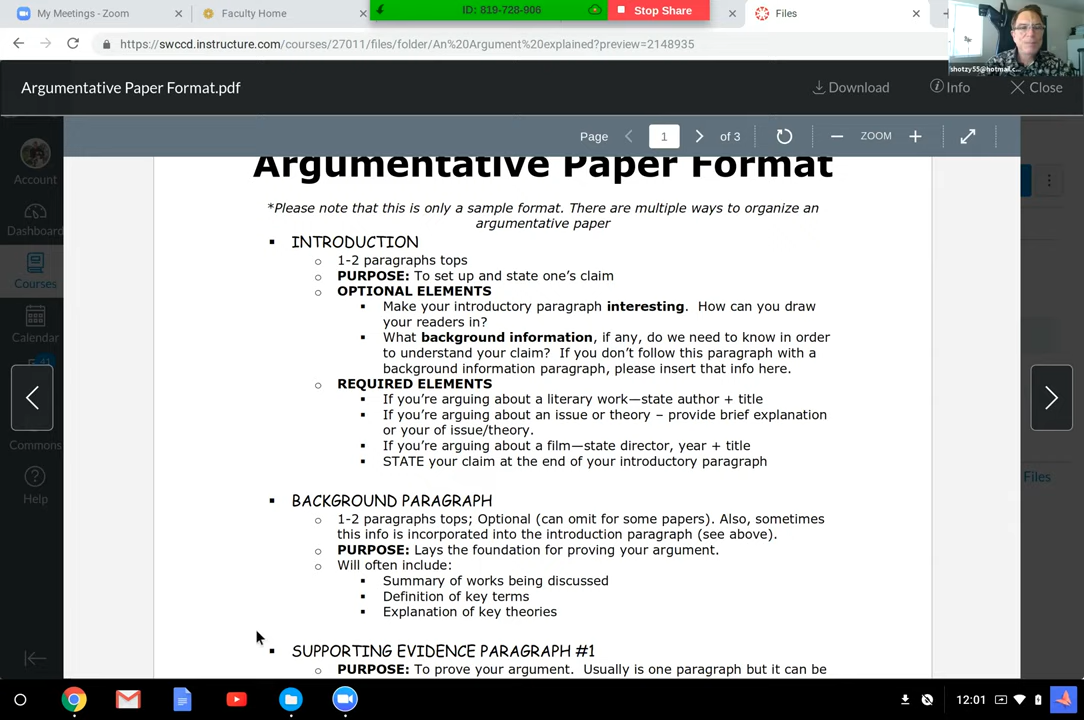 My Meetings - Zoom
Faculty Home
ID: 819-728-906
Stop Share
Files
https://swccd.instructure.com/courses/27011/files/folder/An%20Argument%20explained?preview=2148935
shotzy55@hotmail.c...
Argumentative Paper Format.pdf
Download
Info
Close
Page
1
of 3
ZOOM
Account
Dashboard
Courses
Calendar
41
Commons
Help
Files
Argumentative Paper Format
*Please note that this is only a sample format. There are multiple ways to organize an
argumentative paper
INTRODUCTION
1-2 paragraphs tops
PURPOSE: To set up and state one's claim
OPTIONAL ELEMENTS
Make your introductory paragraph interesting. How can you draw
your readers in?
What background information, if any, do we need to know in order
to understand your claim? If you don't follow this paragraph with a
background information paragraph, please insert that info here.
REQUIRED ELEMENTS
If you're arguing about a literary work—state author + title
If you're arguing about an issue or theory – provide brief explanation
or your of issue/theory.
If you're arguing about a film—state director, year + title
STATE your claim at the end of your introductory paragraph
BACKGROUND PARAGRAPH
1-2 paragraphs tops; Optional (can omit for some papers). Also, sometimes
this info is incorporated into the introduction paragraph (see above).
PURPOSE: Lays the foundation for proving your argument.
Will often include:
Summary of works being discussed
Definition of key terms
Explanation of key theories
SUPPORTING EVIDENCE PARAGRAPH #1
PURPOSE: To prove your argument. Usually is one paragraph but it can be
12:01